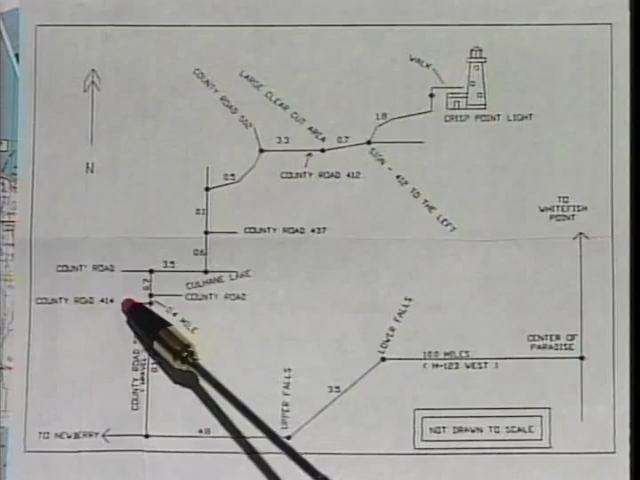 WALK
COUNTY ROAD 502
LARGE CLEAR CUT AREA
1.8
CRISP POINT LIGHT
3.3
0.7
N
COUNTY ROAD 412
SIGN - 412 TO THE LEFT
0.5
TO
WHITEFISH
POINT
0.1
COUNTY ROAD 437
0.6
COUNT' ROAD
3.5
CULHANE LAKE
0.7
COUNTY ROAD
COUNTY ROAD 414
0.4 MILE
LOWER FALLS
CENTER OF
PARADISE
10.0 MILES
( M-123 WEST )
COUNTY ROAD
3.5
UPPER FALLS
TO NEWBERRY
4.8
NOT DRAWN TO SCALE